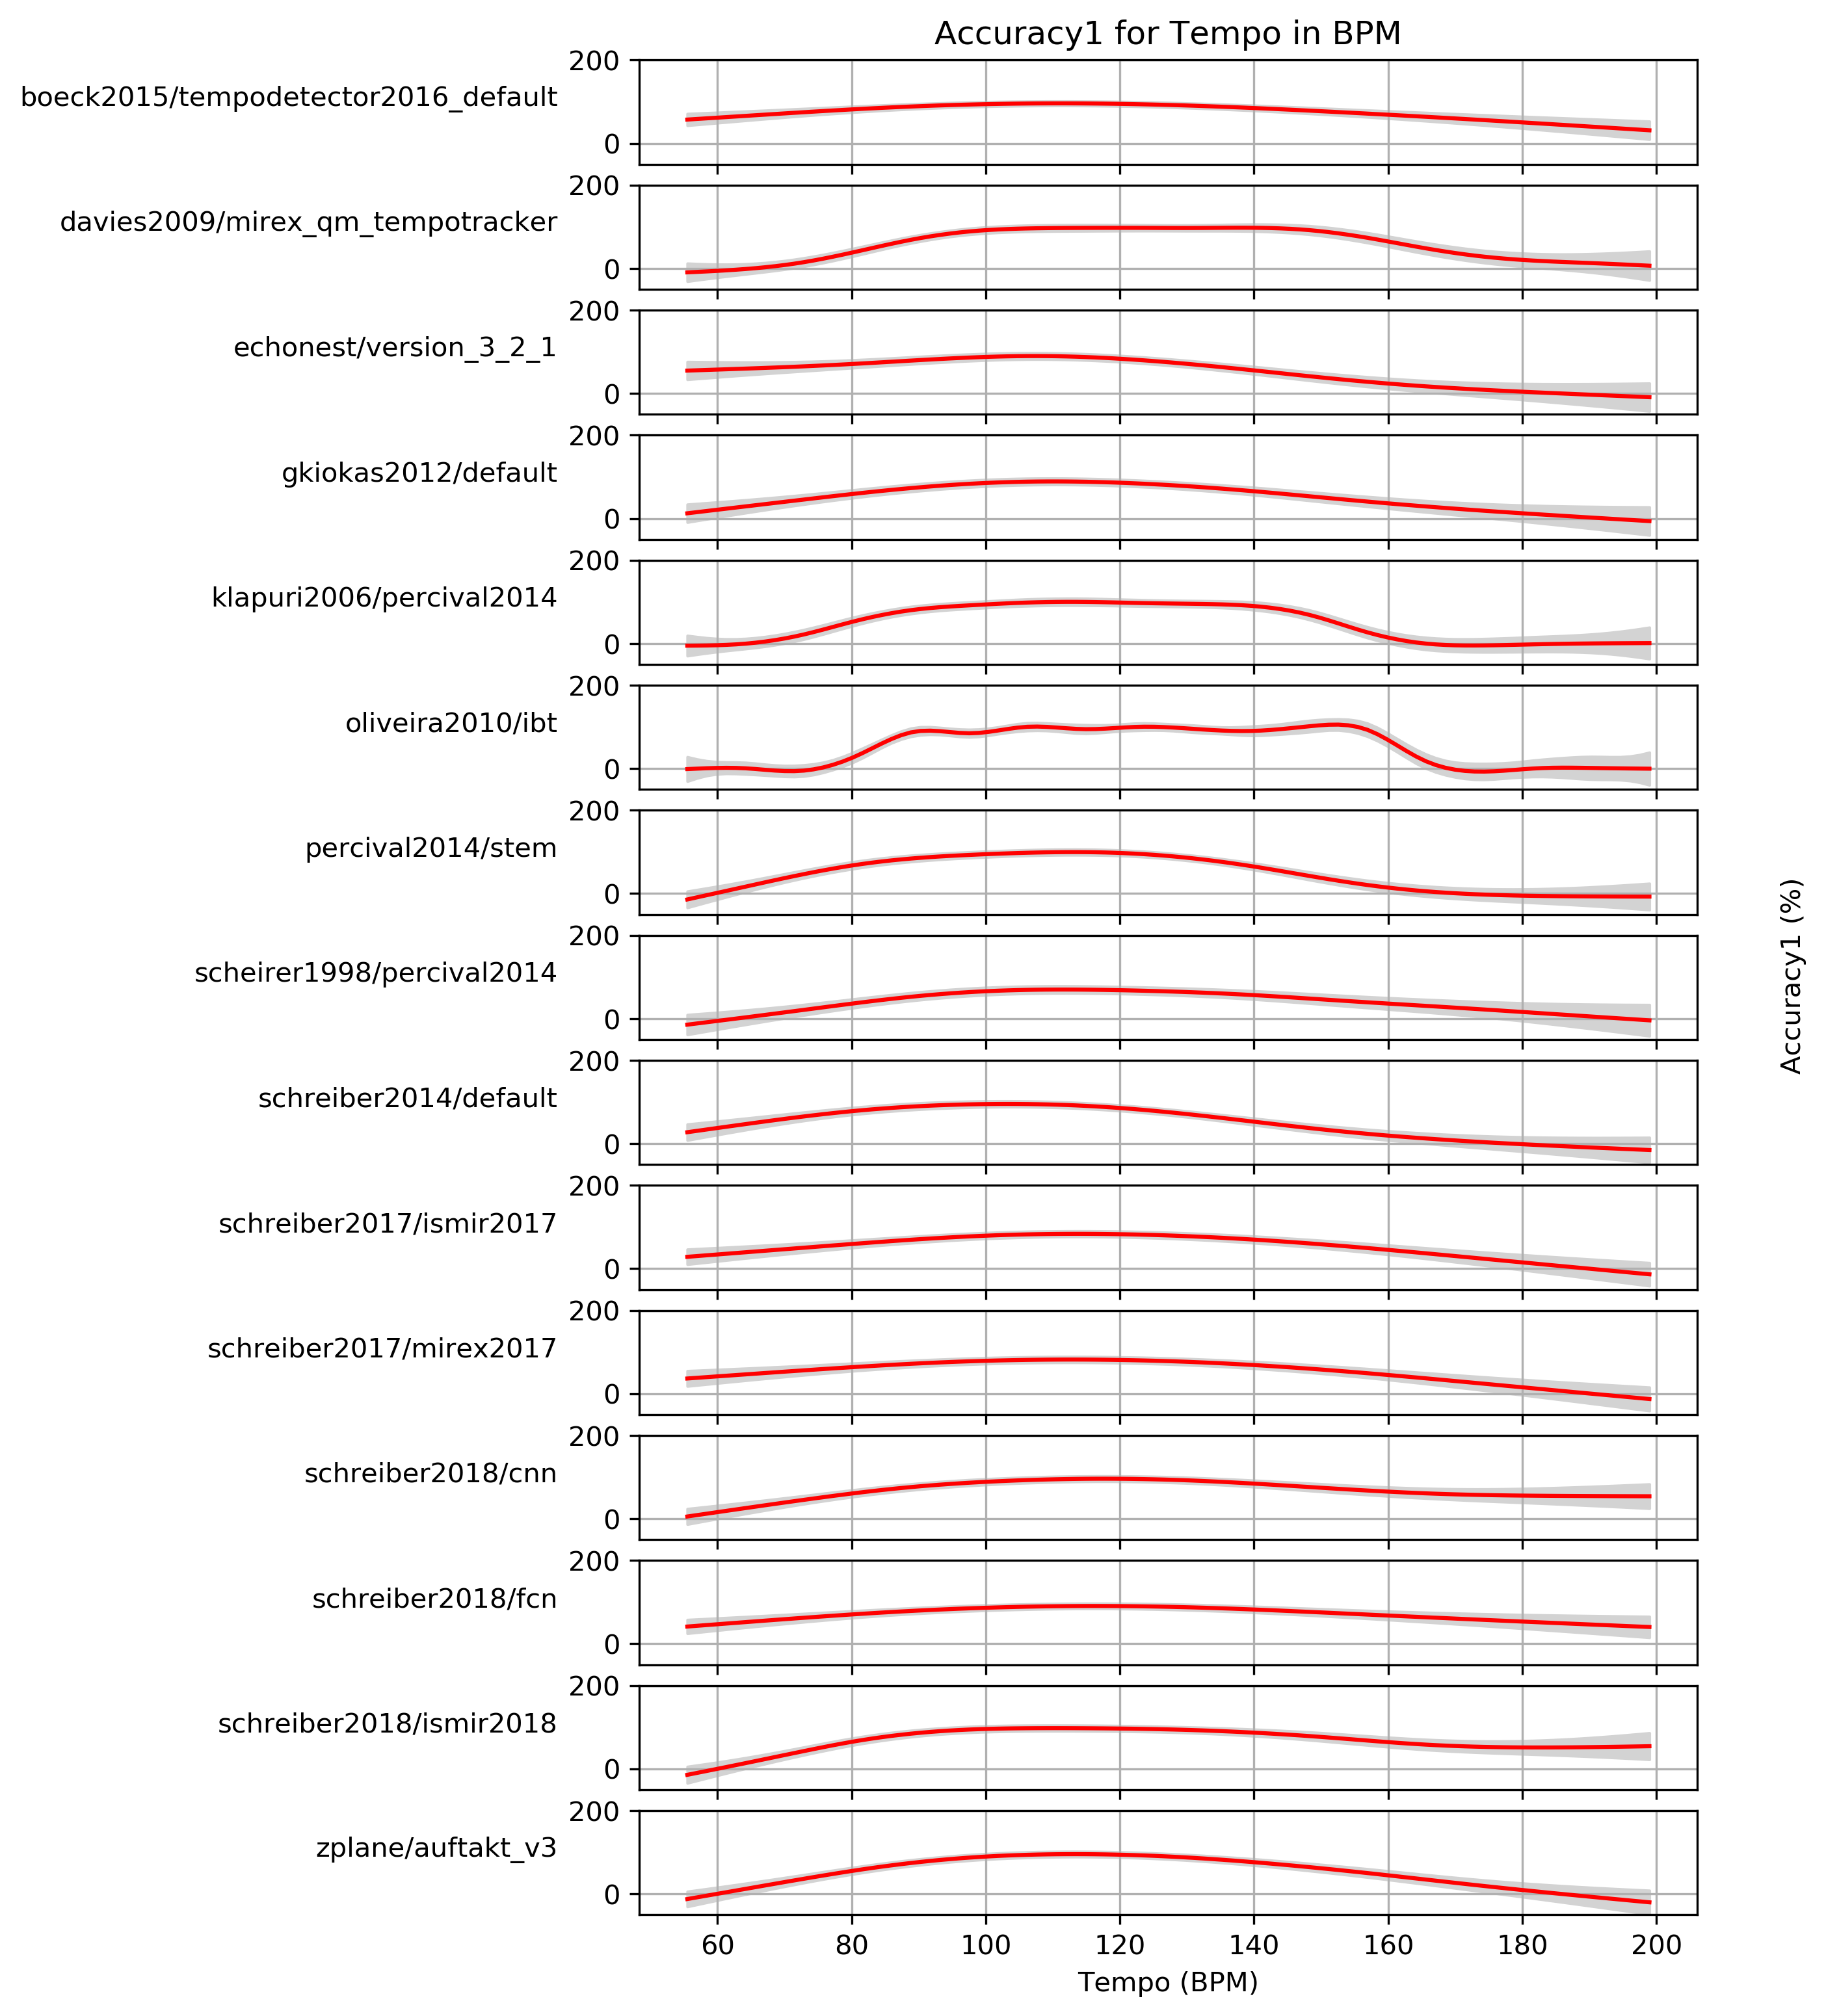 Accuracy1 for Tempo in BPM
200
boeck2015/tempodetector2016_default
0
200
davies2009/mirex_qm_tempotracker
0
200
echonest/version_3_2_1
0
200
gkiokas2012/default
0
200
klapuri2006/percival2014
0
200
oliveira2010/ibt
0
200
percival2014/stem
0
200
scheirer1998/percival2014
0
200
schreiber2014/default
0
200
schreiber2017/ismir2017
0
200
schreiber2017/mirex2017
0
200
schreiber2018/cnn
0
200
schreiber2018/fcn
0
200
schreiber2018/ismir2018
0
200
zplane/auftakt_v3
0
60 80 100 120 140 160 180 200
Tempo (BPM)
Accuracy1 (%)